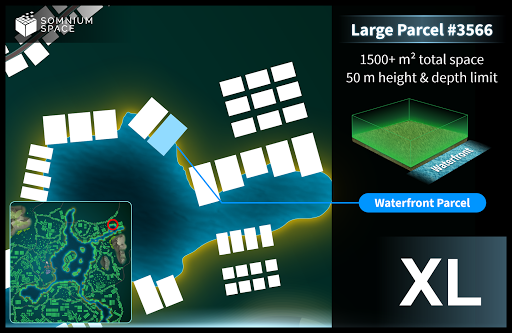 SOMNIUM
SPACE
Large Parcel #3566
1500+ m² total space
50 m height & depth limit
Waterfront
Waterfront Parcel
XL